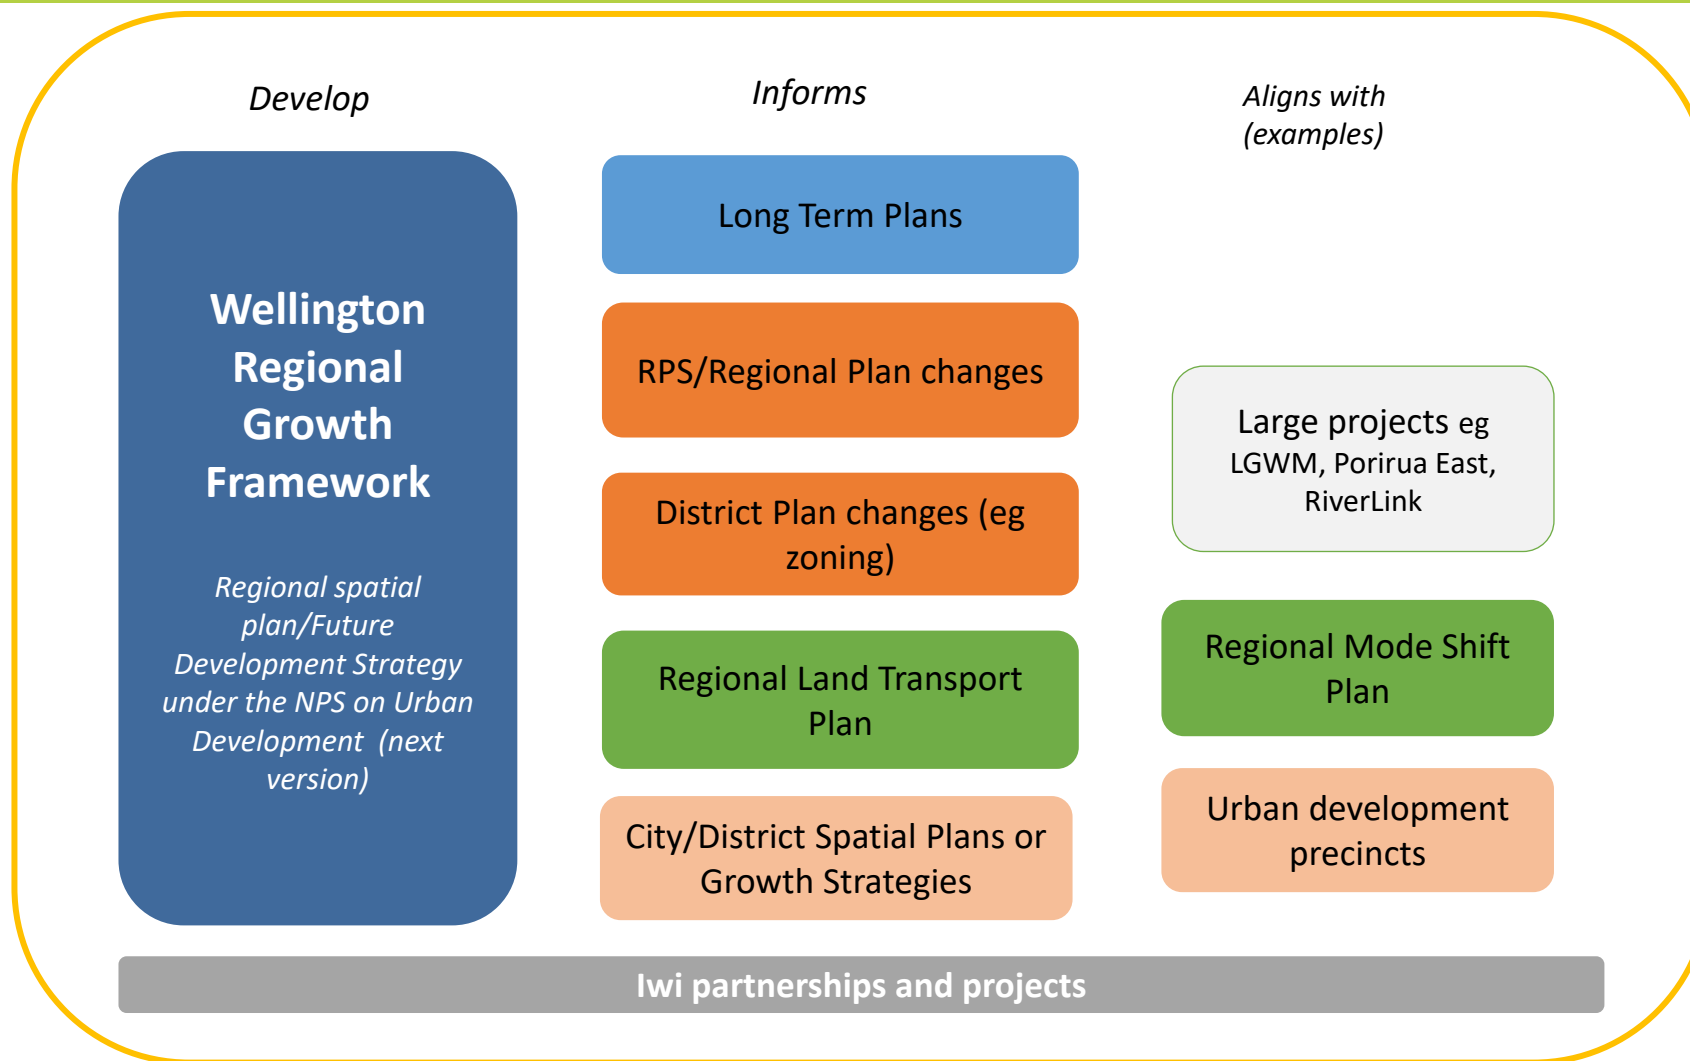 Develop
Wellington
Regional
Growth
Framework
Regional spatial
plan/Future
Development Strategy
under the NPS on Urban
Development (next
version)
Informs
Long Term Plans
RPS/Regional Plan changes
District Plan changes (eg
zoning)
Regional Land Transport
Plan
City/District Spatial Plans or
Growth Strategies
Aligns with
(examples)
Large projects eg
LGWM, Porirua East,
RiverLink
Regional Mode Shift
Plan
Urban development
precincts
Iwi partnerships and projects